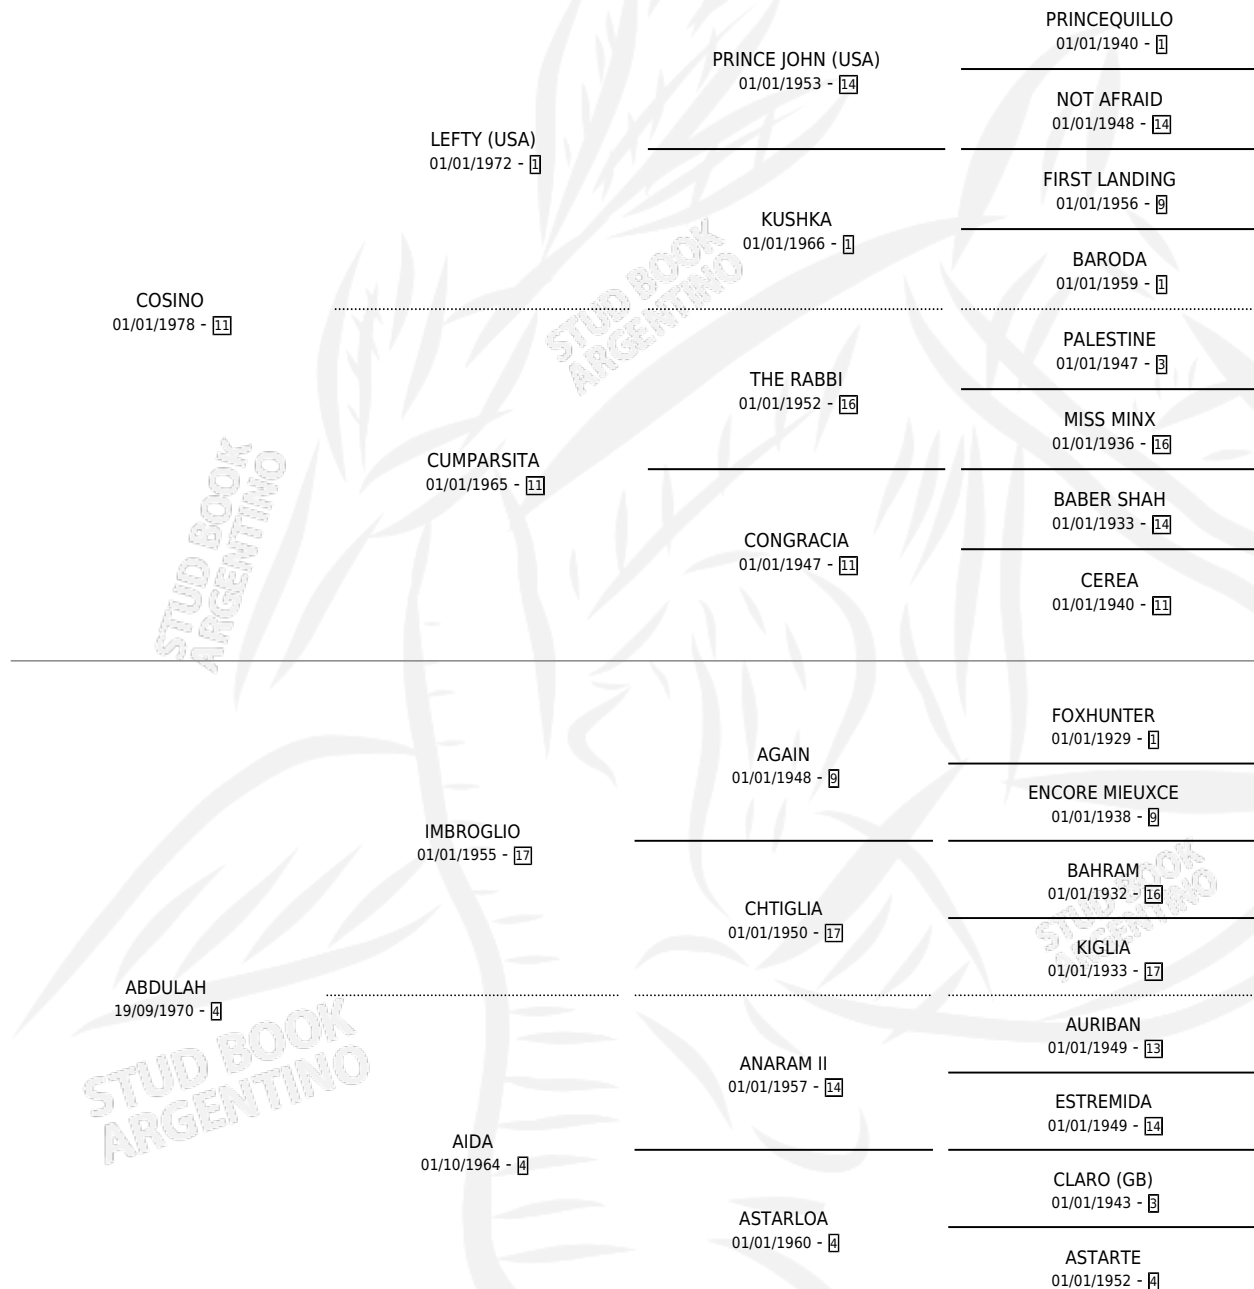 PRINCEQUILLO
01/01/1940 - 1
PRINCE JOHN (USA)
01/01/1953 - 14
NOT AFRAID
01/01/1948 - 14
LEFTY (USA)
01/01/1972 - 1
FIRST LANDING
01/01/1956 - 9
KUSHKA
01/01/1966 - 1
BARODA
01/01/1959 - 1
COSINO
01/01/1978 - 11
PALESTINE
01/01/1947 - 3
THE RABBI
01/01/1952 - 16
MISS MINX
01/01/1936 - 16
CUMPARSITA
01/01/1965 - 11
BABER SHAH
01/01/1933 - 14
CONGRACIA
01/01/1947 - 11
CEREA
01/01/1940 - 11
FOXHUNTER
01/01/1929 - 1
AGAIN
01/01/1948 - 9
ENCORE MIEUXCE
01/01/1938 - 9
IMBROGLIO
01/01/1955 - 17
BAHRAM
01/01/1932 - 16
CHTIGLIA
01/01/1950 - 17
KIGLIA
01/01/1933 - 17
ABDULAH
19/09/1970 - 4
AURIBAN
01/01/1949 - 13
ANARAM II
01/01/1957 - 14
ESTREMIDA
01/01/1949 - 14
AIDA
01/10/1964 - 4
CLARO (GB)
01/01/1943 - 3
ASTARLOA
01/01/1960 - 4
ASTARTE
01/01/1952 - 4
STUD BOOK
ARGENTINO
STUD BOOK
ARGENTINO
STUD BOOK
ARGENTINO
STUD BOOK
ARGENTINO